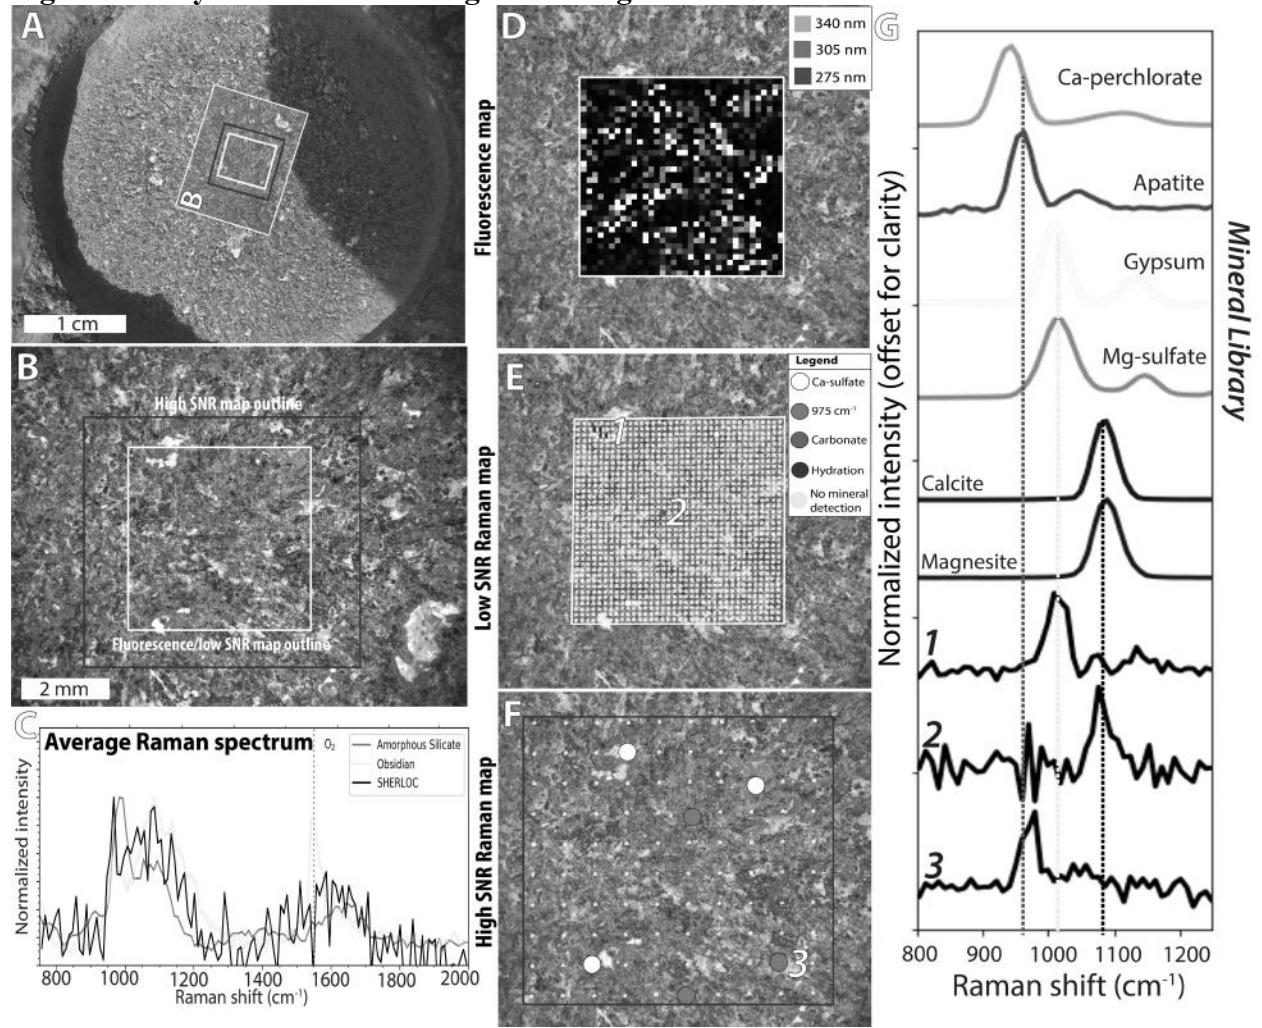 A
1 cm
B
B
High SNR map outline
Fluorescence/low SNR map outline
2 mm
C
Average Raman spectrum
O₂
Amorphous Silicate
Obsidian
SHERLOC
Normalized intensity
800 1000 1200 1400 1600 1800 2000
Raman shift (cm⁻¹)
D
340 nm
305 nm
275 nm
Fluorescence map
E
Legend
Ca-sulfate
975 cm⁻¹
Carbonate
Hydration
No mineral
detection
1
2
Low SNR Raman map
F
3
High SNR Raman map
G
Ca-perchlorate
Apatite
Gypsum
Mg-sulfate
Calcite
Magnesite
1
2
3
Normalized intensity (offset for clarity)
Mineral Library
800 900 1000 1100 1200
Raman shift (cm⁻¹)